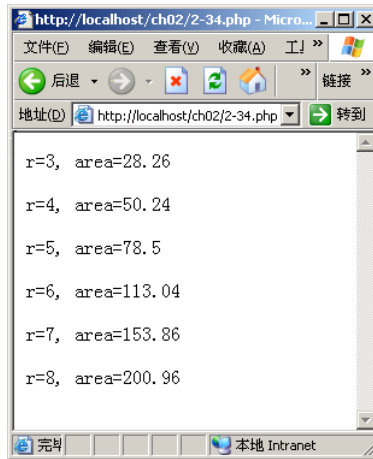 http://localhost/ch02/2-34.php - Micro...
文件(F) 编辑(E) 查看(V) 收藏(A) 工 »
后退 » 链接 »
地址(D) http://localhost/ch02/2-34.php 转到
r=3, area=28.26
r=4, area=50.24
r=5, area=78.5
r=6, area=113.04
r=7, area=153.86
r=8, area=200.96
完 本地 Intranet